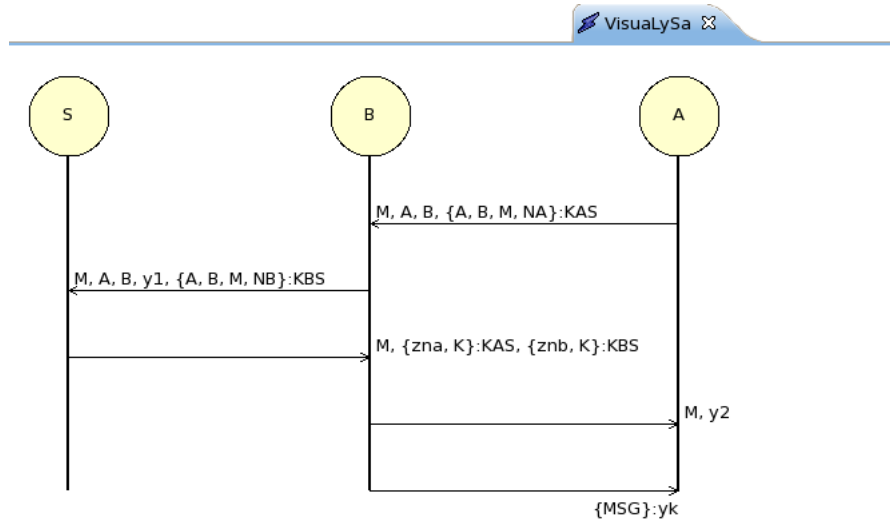 VisuaLySa
S
B
A
M, A, B, {A, B, M, NA}:KAS
M, A, B, y1, {A, B, M, NB}:KBS
M, {zna, K}:KAS, {znb, K}:KBS
M, y2
{MSG}:yk